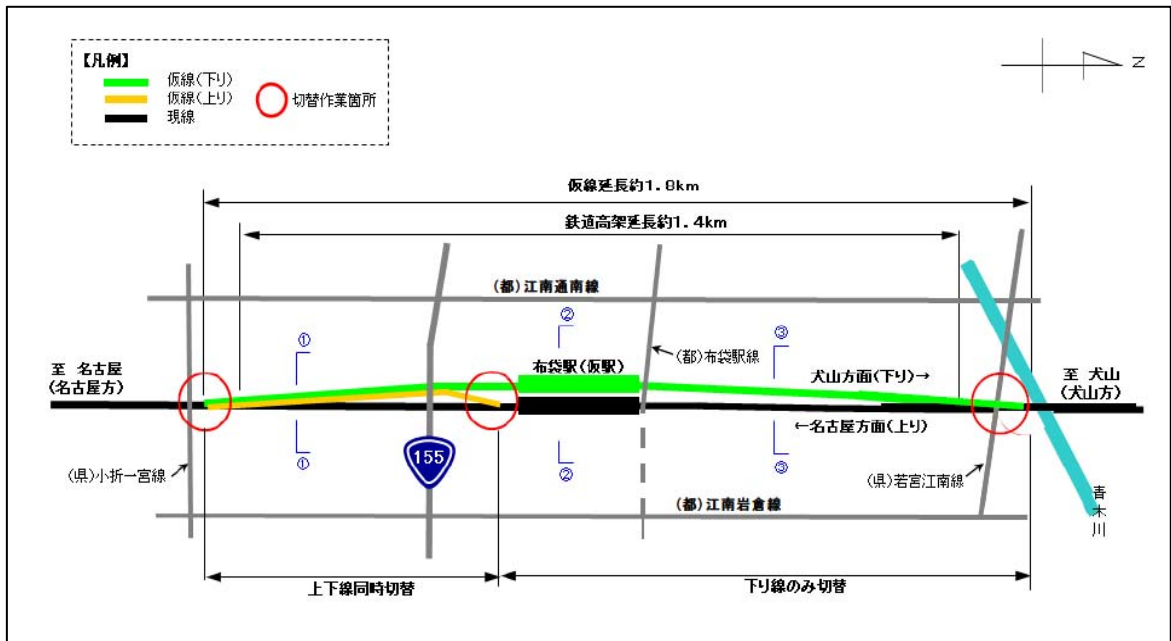 【凡例】
仮線(下り)
仮線(上り)
現線
切替作業箇所
N
仮線延長約1.8km
鉄道高架延長約1.4km
(都)江南通南線
①
②
③
至 名古屋
(名古屋方)
布袋駅(仮駅)
(都)布袋駅線
犬山方面(下り)→
至 犬山
(犬山方)
←名古屋方面(上り)
155
①
②
③
(県)小折一宮線
(県)若宮江南線
青木川
(都)江南岩倉線
上下線同時切替
下り線のみ切替